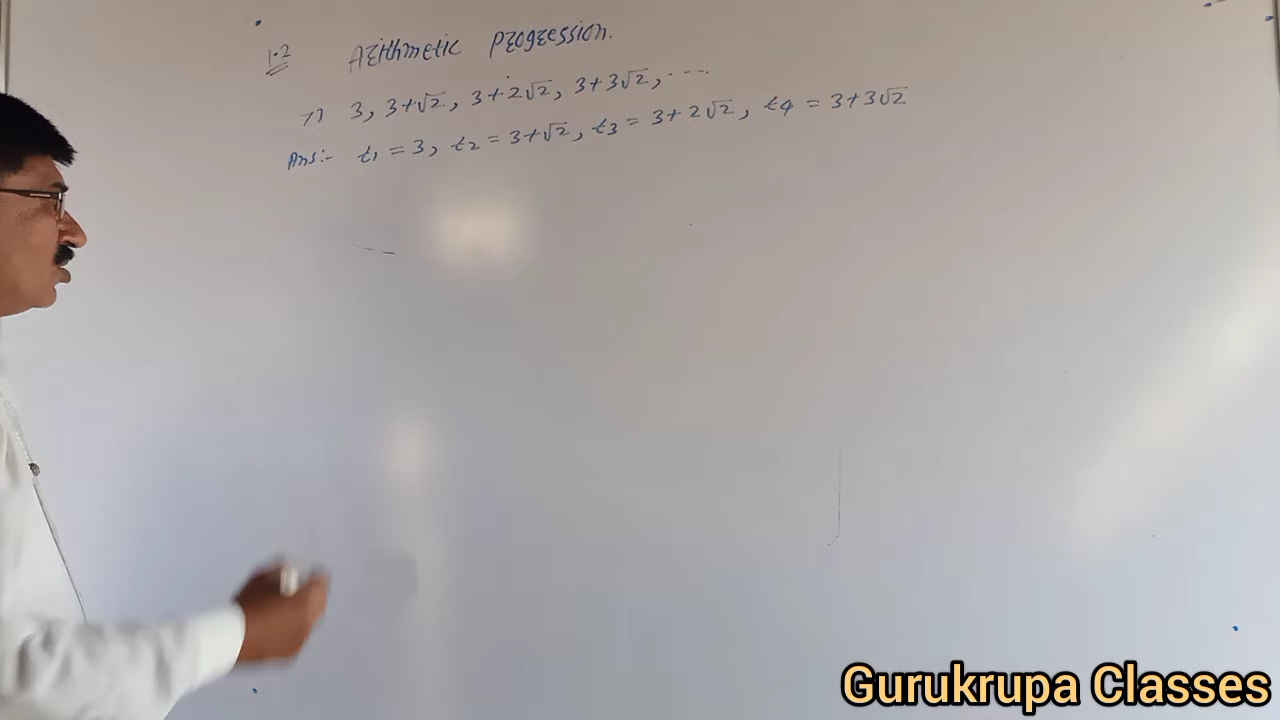 1.2 Arithmetic Progression.
7) 3, 3+√2, 3+2√2, 3+3√2, ....
Ans:- t₁ = 3, t₂ = 3+√2, t₃ = 3+2√2, t₄ = 3+3√2
Gurukrupa Classes